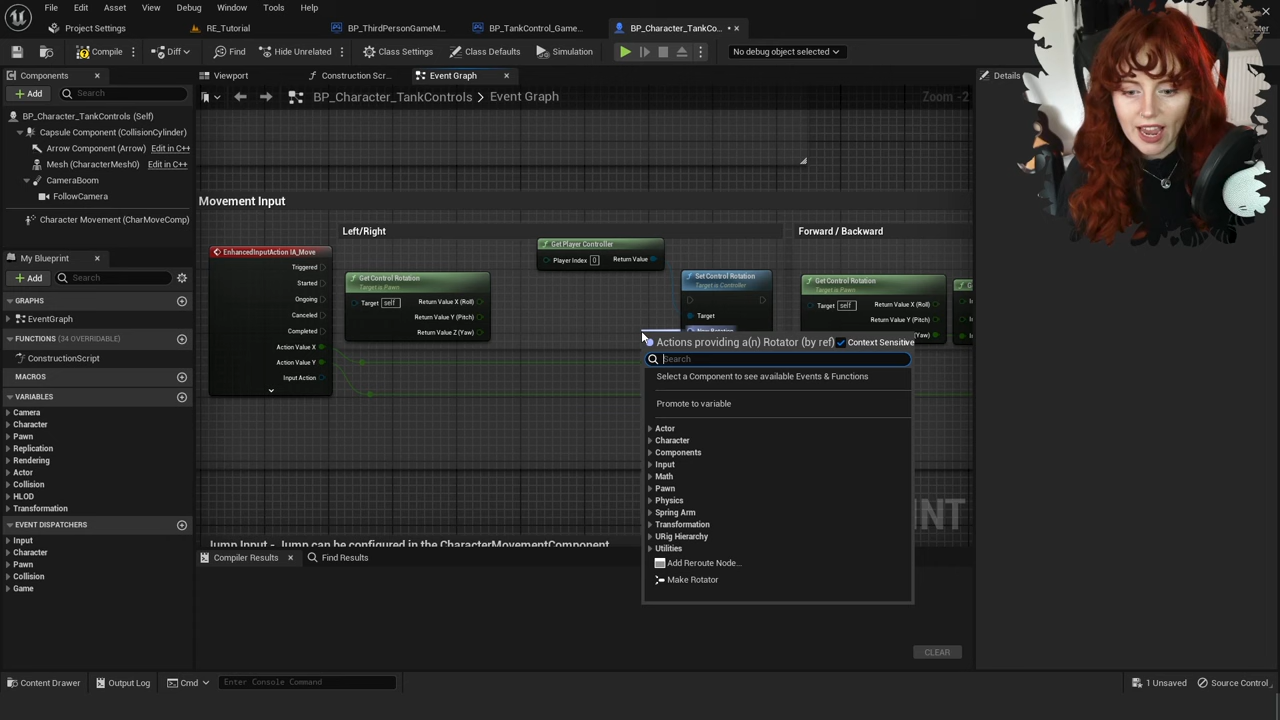 File Edit Asset View Debug Window Tools Help
Project Settings RE_Tutorial BP_ThirdPersonGameM... BP_TankControl_Game... BP_Character_TankCo...
Compile Diff Find Hide Unrelated Class Settings Class Defaults Simulation No debug object selected
Components
Add Search
BP_Character_TankControls (Self)
Capsule Component (CollisionCylinder)
Arrow Component (Arrow) Edit in C++
Mesh (CharacterMesh0) Edit in C++
CameraBoom
FollowCamera
Character Movement (CharMoveComp)
My Blueprint
Add Search
GRAPHS
EventGraph
FUNCTIONS (34 OVERRIDABLE)
ConstructionScript
MACROS
VARIABLES
Camera
Character
Pawn
Replication
Rendering
Actor
Collision
HLOD
Transformation
EVENT DISPATCHERS
Input
Character
Pawn
Collision
Game
Viewport Construction Scr... Event Graph
BP_Character_TankControls > Event Graph Zoom -2
Movement Input
Left/Right
Forward / Backward
EnhancedInputAction IA_Move
Triggered
Started
Ongoing
Canceled
Completed
Action Value X
Action Value Y
Input Action
Get Control Rotation
Target is Pawn
Target self Return Value X (Roll)
Return Value Y (Pitch)
Return Value Z (Yaw)
Get Player Controller
Player Index 0 Return Value
Set Control Rotation
Target is Controller
Target
Get Control Rotation
Target is Pawn
Target self Return Value X (Roll)
Return Value Y (Pitch)
(Yaw)
Actions providing a(n) Rotator (by ref) Context Sensitive
Search
Select a Component to see available Events & Functions
Promote to variable
Actor
Character
Components
Input
Math
Pawn
Physics
Spring Arm
Transformation
URig Hierarchy
Utilities
Add Reroute Node...
Make Rotator
Compiler Results Find Results
CLEAR
Details
Content Drawer Output Log Cmd Enter Console Command 1 Unsaved Source Control